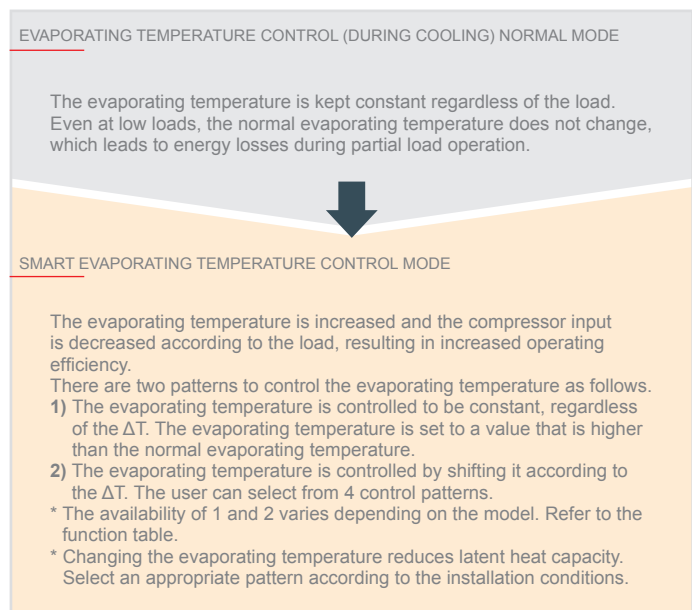 EVAPORATING TEMPERATURE CONTROL (DURING COOLING) NORMAL MODE
The evaporating temperature is kept constant regardless of the load.
Even at low loads, the normal evaporating temperature does not change,
which leads to energy losses during partial load operation.
SMART EVAPORATING TEMPERATURE CONTROL MODE
The evaporating temperature is increased and the compressor input
is decreased according to the load, resulting in increased operating
efficiency.
There are two patterns to control the evaporating temperature as follows.
1) The evaporating temperature is controlled to be constant, regardless
of the ΔT. The evaporating temperature is set to a value that is higher
than the normal evaporating temperature.
2) The evaporating temperature is controlled by shifting it according to
the ΔT. The user can select from 4 control patterns.
* The availability of 1 and 2 varies depending on the model. Refer to the
function table.
* Changing the evaporating temperature reduces latent heat capacity.
Select an appropriate pattern according to the installation conditions.